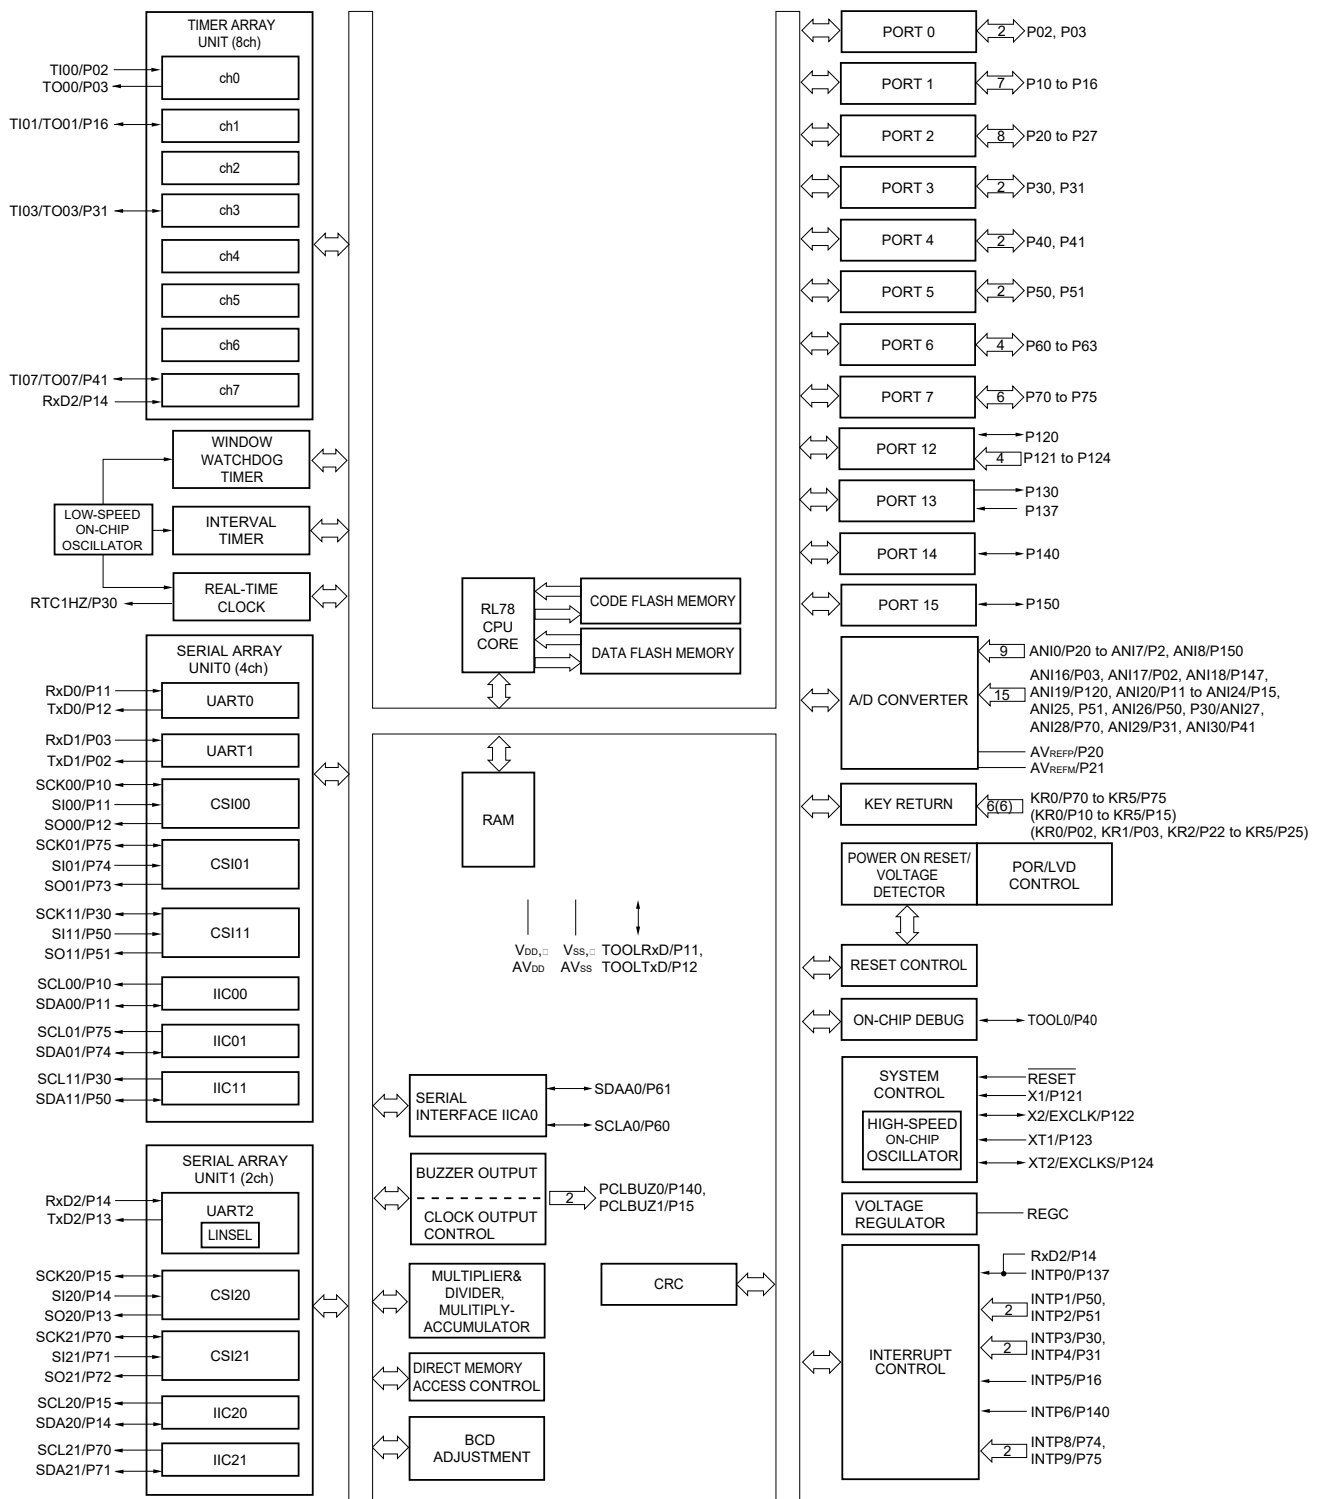 TIMER ARRAY
UNIT (8ch)
TI00/P02
TO00/P03
ch0
TI01/TO01/P16
ch1
ch2
TI03/TO03/P31
ch3
ch4
ch5
ch6
TI07/TO07/P41
RxD2/P14
ch7
WINDOW
WATCHDOG
TIMER
LOW-SPEED
ON-CHIP
OSCILLATOR
INTERVAL
TIMER
REAL-TIME
CLOCK
RTC1HZ/P30
SERIAL ARRAY
UNIT0 (4ch)
RxD0/P11
TxD0/P12
UART0
RxD1/P03
TxD1/P02
UART1
SCK00/P10
SI00/P11
SO00/P12
CSI00
SCK01/P75
SI01/P74
SO01/P73
CSI01
SCK11/P30
SI11/P50
SO11/P51
CSI11
SCL00/P10
SDA00/P11
IIC00
SCL01/P75
SDA01/P74
IIC01
SCL11/P30
SDA11/P50
IIC11
SERIAL ARRAY
UNIT1 (2ch)
RxD2/P14
TxD2/P13
UART2
LINSEL
SCK20/P15
SI20/P14
SO20/P13
CSI20
SCK21/P70
SI21/P71
SO21/P72
CSI21
SCL20/P15
SDA20/P14
IIC20
SCL21/P70
SDA21/P71
IIC21
RL78
CPU
CORE
CODE FLASH MEMORY
DATA FLASH MEMORY
RAM
VDD,□
AVDD
VSS,□
AVSS
TOOLRxD/P11,
TOOLTxD/P12
SERIAL
INTERFACE IICA0
SDAA0/P61
SCLA0/P60
BUZZER OUTPUT
CLOCK OUTPUT
CONTROL
2
PCLBUZ0/P140,
PCLBUZ1/P15
MULTIPLIER&
DIVIDER,
MULITIPLY-
ACCUMULATOR
CRC
DIRECT MEMORY
ACCESS CONTROL
BCD
ADJUSTMENT
PORT 0
2
P02, P03
PORT 1
7
P10 to P16
PORT 2
8
P20 to P27
PORT 3
2
P30, P31
PORT 4
2
P40, P41
PORT 5
2
P50, P51
PORT 6
4
P60 to P63
PORT 7
6
P70 to P75
PORT 12
P120
4
P121 to P124
PORT 13
P130
P137
PORT 14
P140
PORT 15
P150
A/D CONVERTER
9
ANI0/P20 to ANI7/P2, ANI8/P150
15
ANI16/P03, ANI17/P02, ANI18/P147,
ANI19/P120, ANI20/P11 to ANI24/P15,
ANI25, P51, ANI26/P50, P30/ANI27,
ANI28/P70, ANI29/P31, ANI30/P41
AVREFP/P20
AVREFM/P21
KEY RETURN
6(6)
KR0/P70 to KR5/P75
(KR0/P10 to KR5/P15)
(KR0/P02, KR1/P03, KR2/P22 to KR5/P25)
POWER ON RESET/
VOLTAGE
DETECTOR
POR/LVD
CONTROL
RESET CONTROL
ON-CHIP DEBUG
TOOL0/P40
SYSTEM
CONTROL
HIGH-SPEED
ON-CHIP
OSCILLATOR
RESET
X1/P121
X2/EXCLK/P122
XT1/P123
XT2/EXCLKS/P124
VOLTAGE
REGULATOR
REGC
INTERRUPT
CONTROL
RxD2/P14
INTP0/P137
2
INTP1/P50,
INTP2/P51
2
INTP3/P30,
INTP4/P31
INTP5/P16
INTP6/P140
2
INTP8/P74,
INTP9/P75